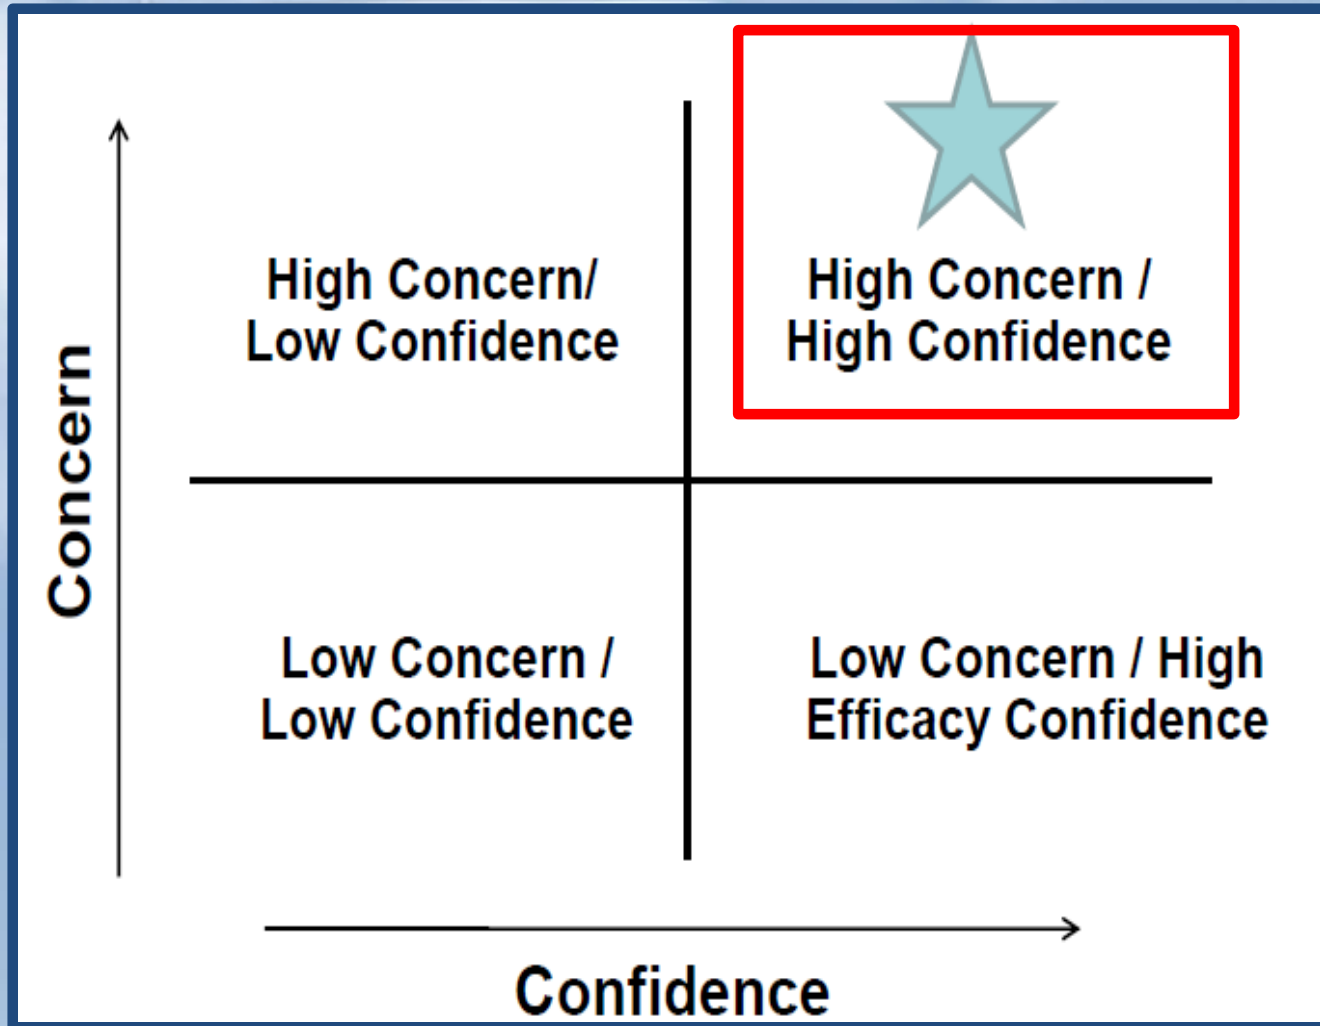 High Concern/
Low Confidence
High Concern /
High Confidence
Concern
Low Concern /
Low Confidence
Low Concern / High
Efficacy Confidence
Confidence